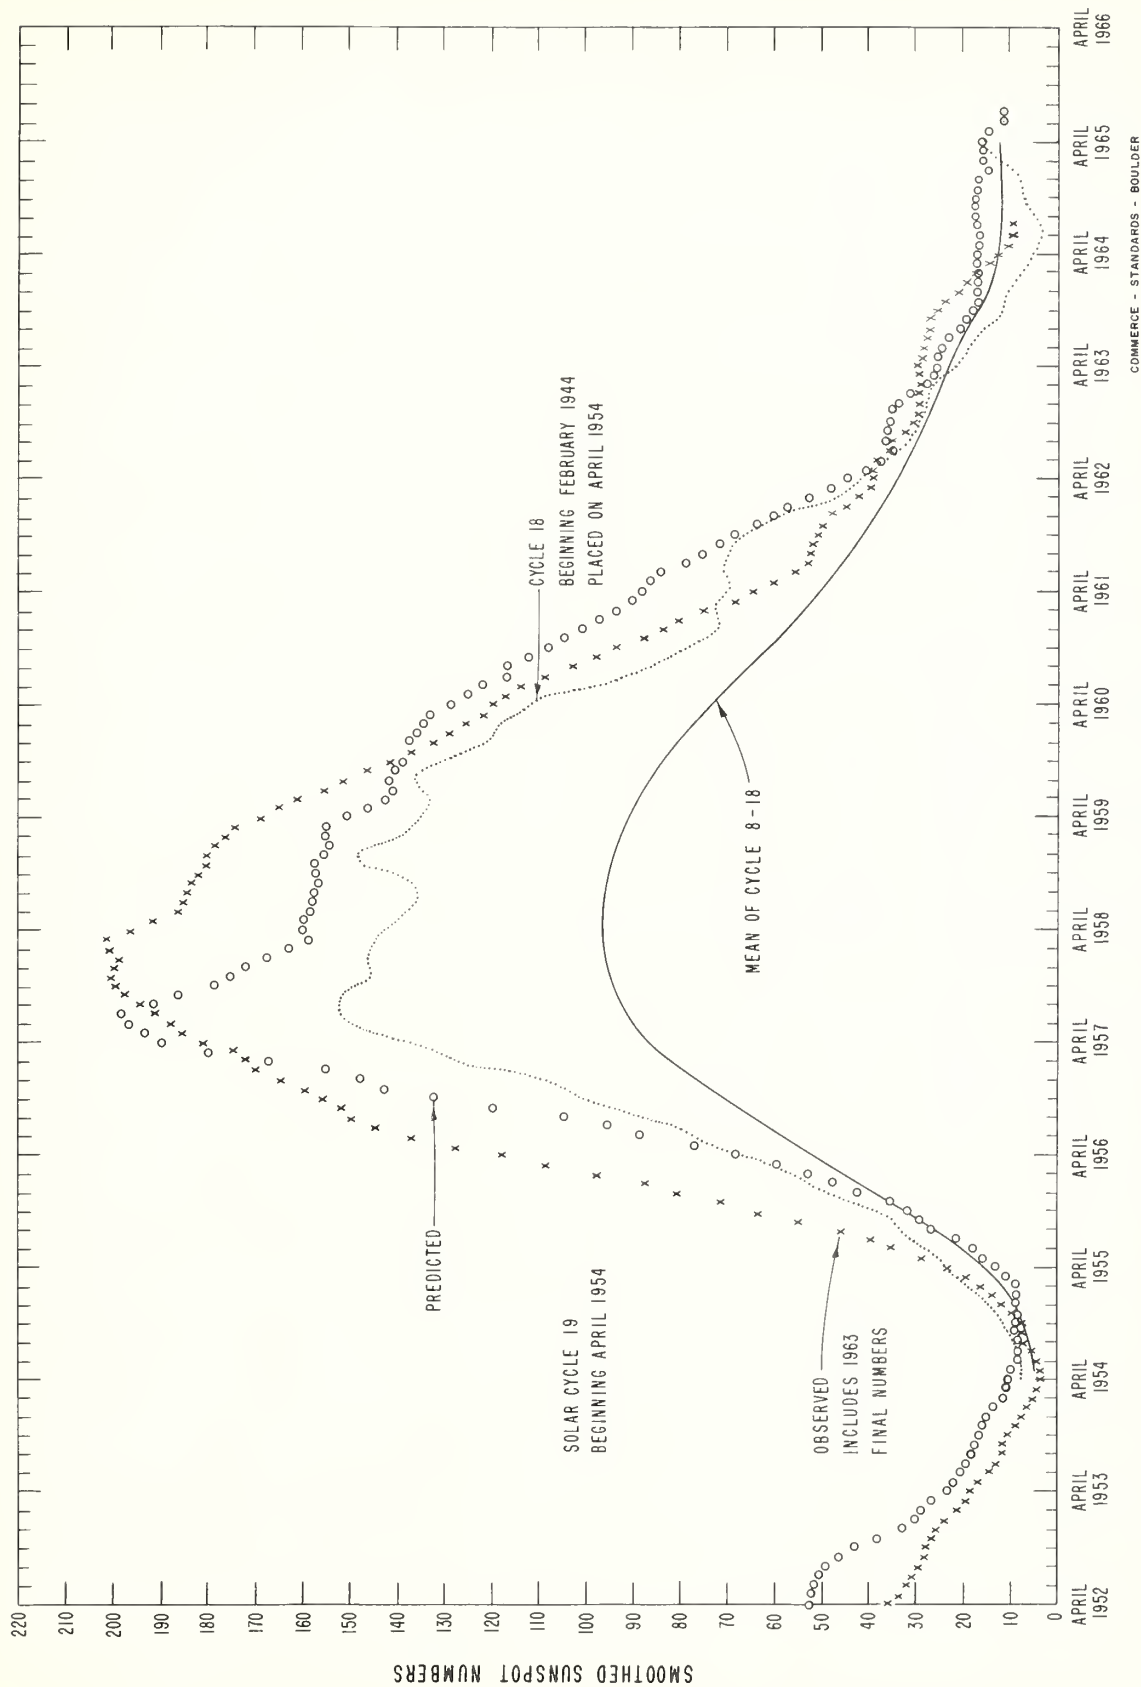 SMOOTHED SUNSPOT NUMBERS
220
210
200
190
180
170
160
150
140
130
120
110
100
90
80
70
60
50
40
30
20
10
0
PREDICTED
CYCLE 18
BEGINNING FEBRUARY 1944
PLACED ON APRIL 1954
SOLAR CYCLE 19
BEGINNING APRIL 1954
MEAN OF CYCLE 8-18
OBSERVED
INCLUDES 1963
FINAL NUMBERS
APRIL
1952
APRIL
1953
APRIL
1954
APRIL
1955
APRIL
1956
APRIL
1957
APRIL
1958
APRIL
1959
APRIL
1960
APRIL
1961
APRIL
1962
APRIL
1963
APRIL
1964
APRIL
1965
APRIL
1966
COMMERCE - STANDARDS - BOULDER